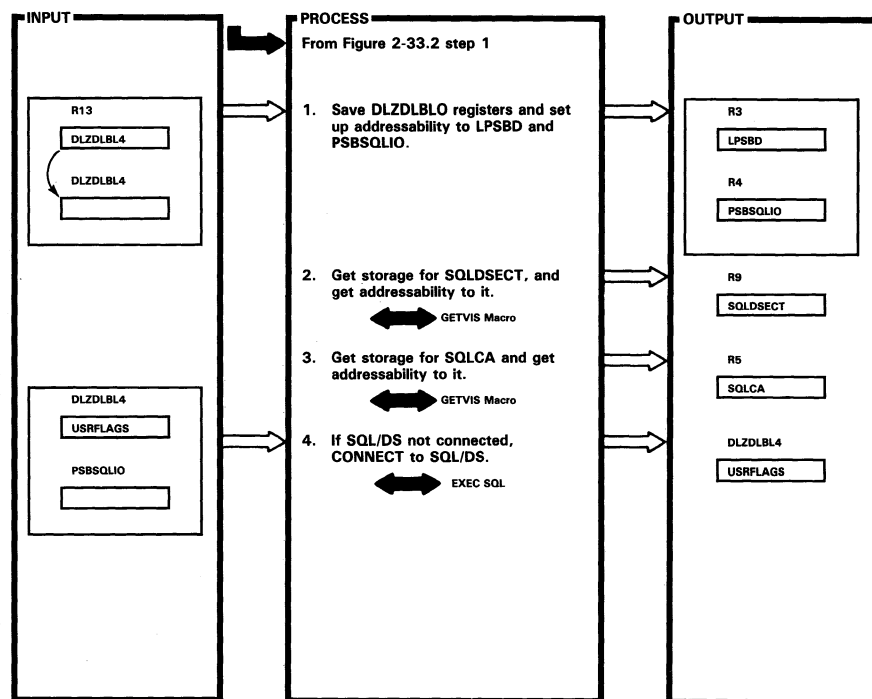 INPUT
R13
DLZDLBL4
DLZDLBL4
DLZDLBL4
USRFLAGS
PSBSQLIO
PROCESS
From Figure 2-33.2 step 1
1. Save DLZDLBLO registers and set
up addressability to LPSBD and
PSBSQLIO.
2. Get storage for SQLDSECT, and
get addressability to it.
GETVIS Macro
3. Get storage for SQLCA and get
addressability to it.
GETVIS Macro
4. If SQL/DS not connected,
CONNECT to SQL/DS.
EXEC SQL
OUTPUT
R3
LPSBD
R4
PSBSQLIO
R9
SQLDSECT
R5
SQLCA
DLZDLBL4
USRFLAGS